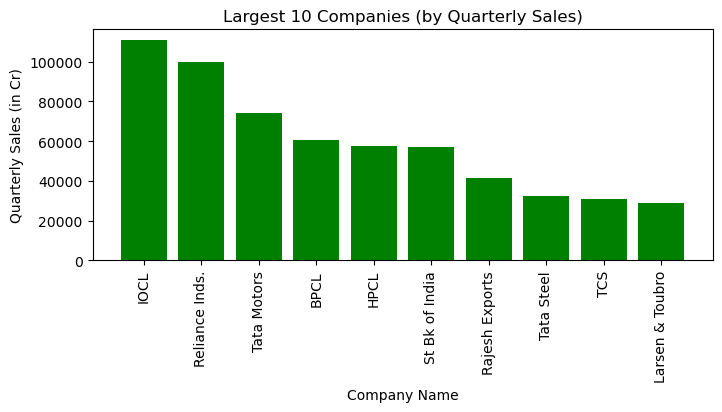 Largest 10 Companies (by Quarterly Sales)
Quarterly Sales (in Cr)
100000
80000
60000
40000
20000
0
IOCL
Reliance Inds.
Tata Motors
BPCL
HPCL
St Bk of India
Rajesh Exports
Tata Steel
TCS
Larsen & Toubro
Company Name